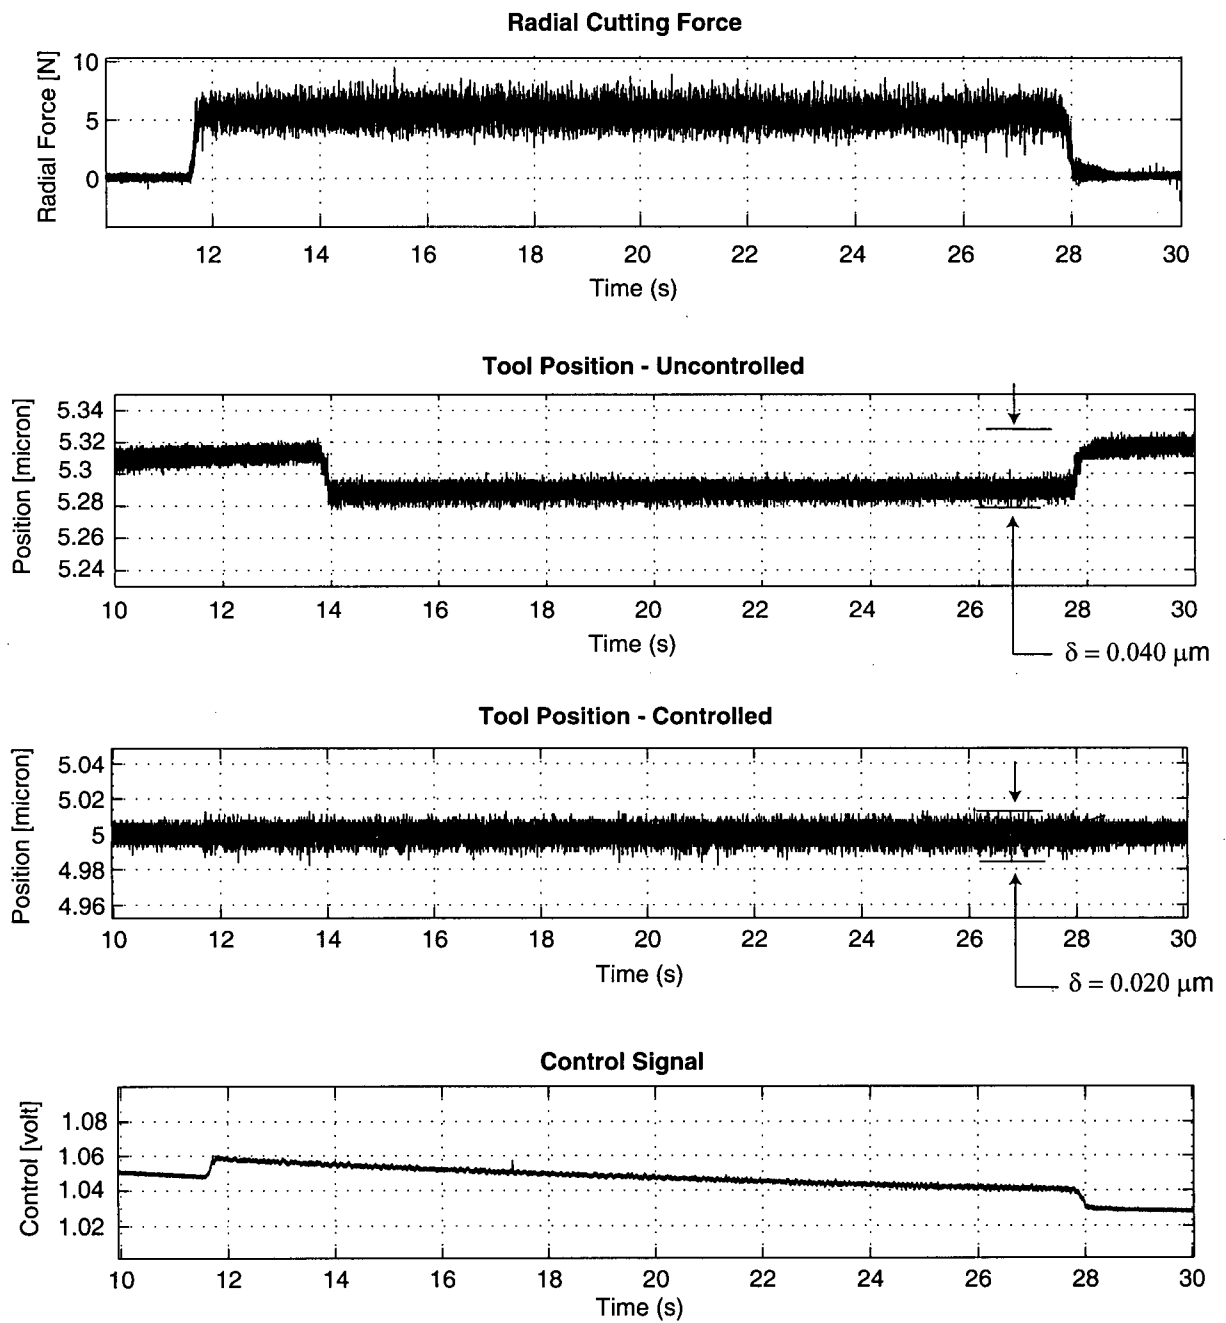 Radial Cutting Force
Radial Force [N]
10
5
0
12 14 16 18 20 22 24 26 28 30
Time (s)
Tool Position - Uncontrolled
Position [micron]
5.34
5.32
5.3
5.28
5.26
5.24
10 12 14 16 18 20 22 24 26 28 30
Time (s)
δ = 0.040 μm
Tool Position - Controlled
Position [micron]
5.04
5.02
5
4.98
4.96
10 12 14 16 18 20 22 24 26 28 30
Time (s)
δ = 0.020 μm
Control Signal
Control [volt]
1.08
1.06
1.04
1.02
10 12 14 16 18 20 22 24 26 28 30
Time (s)